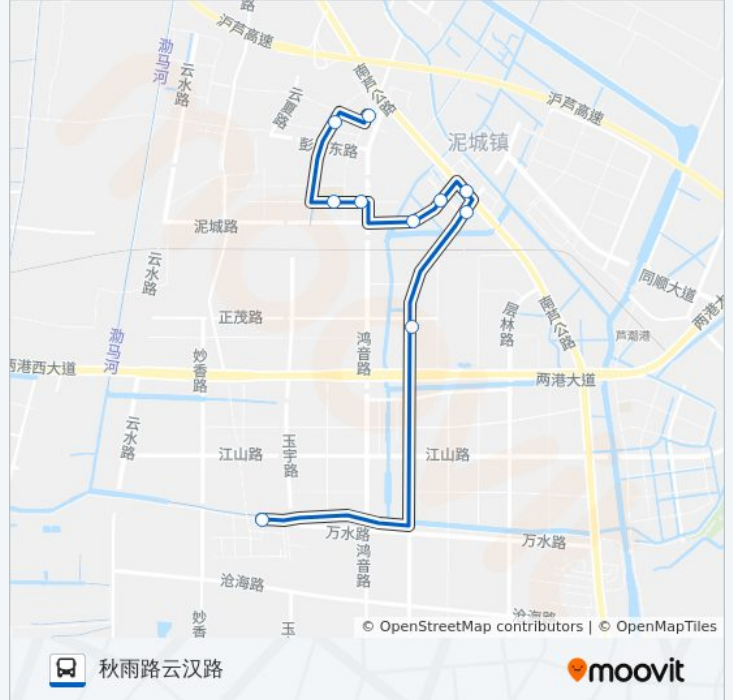 路
沪芦高速
浏马河
云水路
云鹏路
南芦公路
沪芦高速
彭
东路
泥城镇
泥城路
云水路
同顺大道
两港大
正茂路
层林路
南芦公路
芦潮港
浏马河
妙香路
鸿音路
两港西大道
两港大道
云水路
江山路
玉宇路
江山路
万水路
鸿音路
万水路
沧海路
沧海路
妙香
玉
© OpenStreetMap contributors | © OpenMapTiles
秋雨路云汉路
moovit